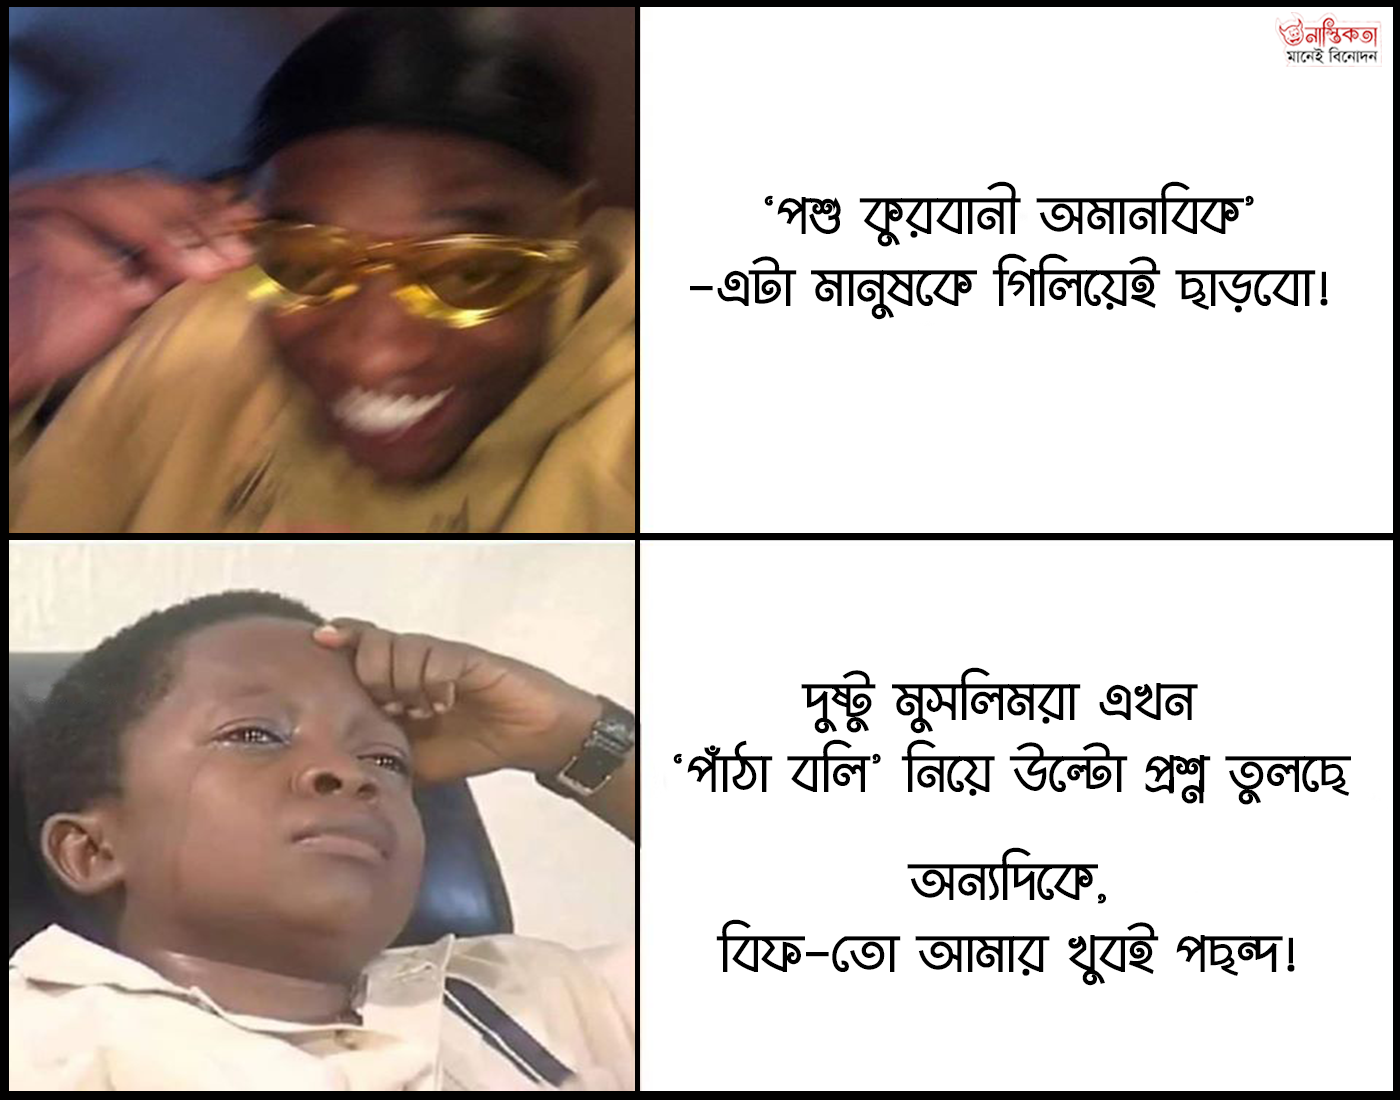 নাস্তিকতা
মানেই বিনোদন
‘পশু কুরবানী অমানবিক’
-এটা মানুষকে গিলিয়েই ছাড়বো!
দুষ্টু মুসলিমরা এখন
‘পাঁঠা বলি’ নিয়ে উল্টো প্রশ্ন তুলছে
অন্যদিকে,
বিফ-তো আমার খুবই পছন্দ!